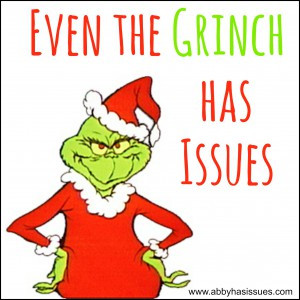 Even the Grinch
has
Issues
www.abbyhasissues.com